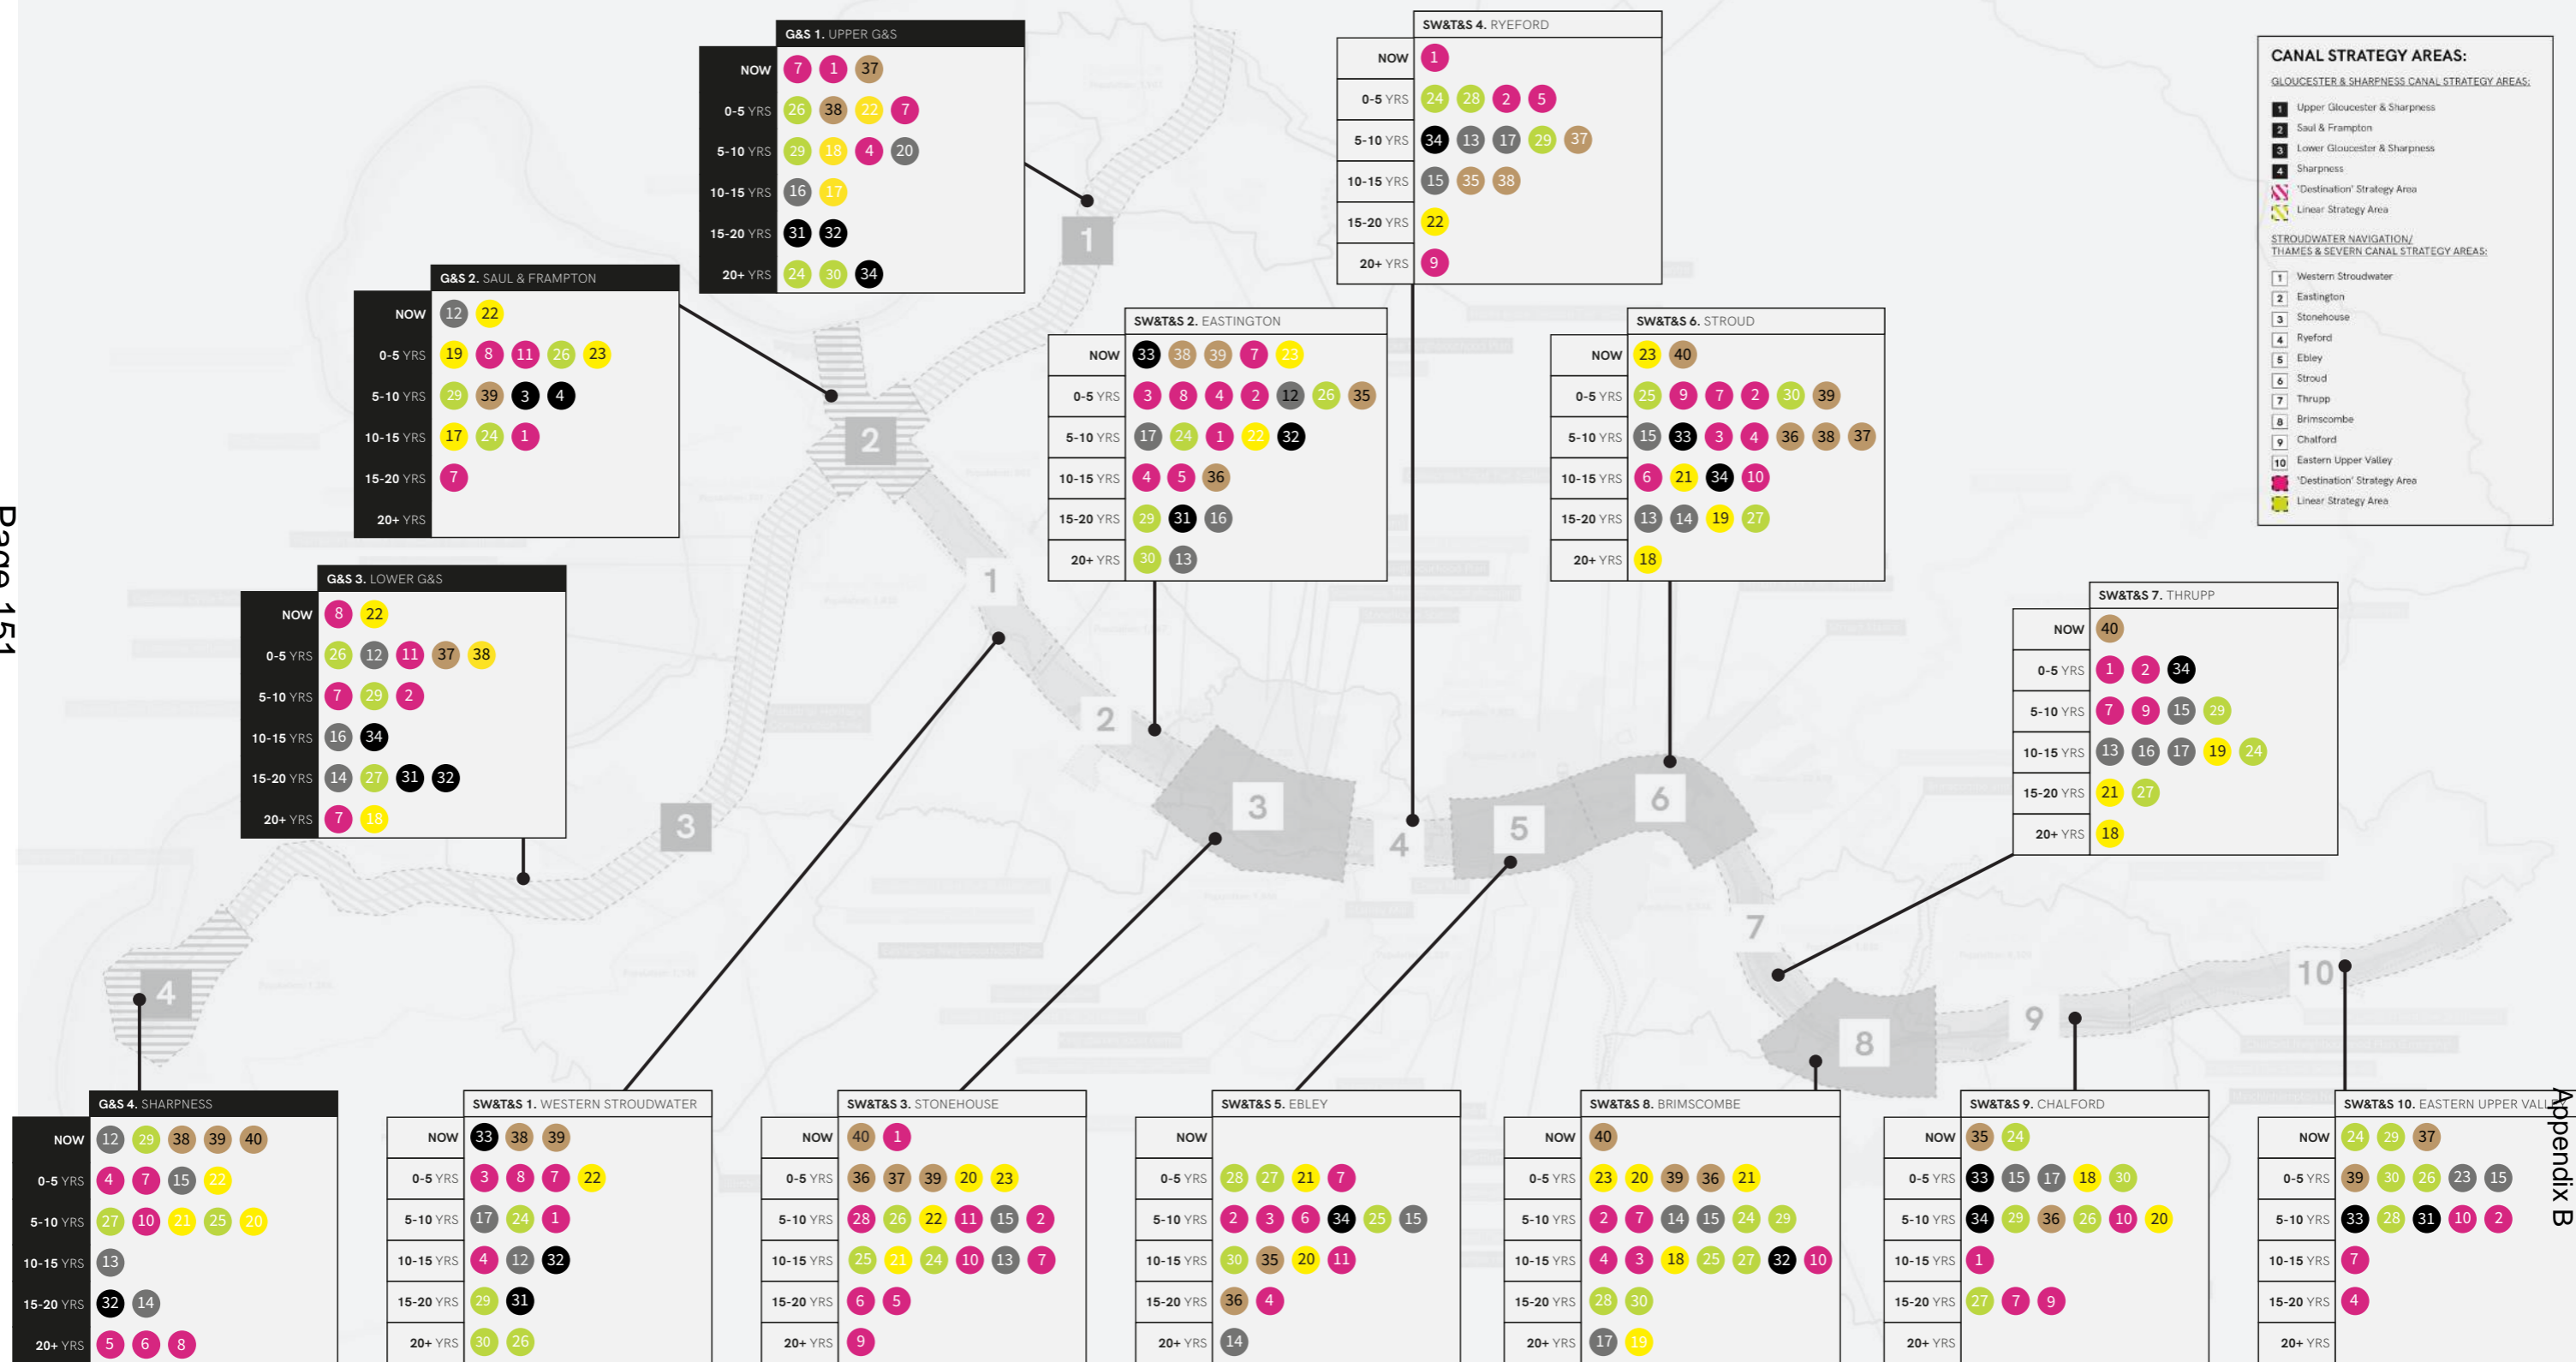 Page 151
Appendix B
G&S 1. UPPER G&S
NOW 7 1 37
0-5 YRS 26 38 22 7
5-10 YRS 29 18 4 20
10-15 YRS 16 17
15-20 YRS 31 32
20+ YRS 24 30 34
SW&T&S 4. RYEFORD
NOW 1
0-5 YRS 24 28 2 5
5-10 YRS 34 13 17 29 37
10-15 YRS 15 35 38
15-20 YRS 22
20+ YRS 9
CANAL STRATEGY AREAS:
GLOUCESTER & SHARPNESS CANAL STRATEGY AREAS:
1 Upper Gloucester & Sharpness
2 Saul & Frampton
3 Lower Gloucester & Sharpness
4 Sharpness
'Destination' Strategy Area
Linear Strategy Area
STROUDWATER NAVIGATION/
THAMES & SEVERN CANAL STRATEGY AREAS:
1 Western Stroudwater
2 Eastington
3 Stonehouse
4 Ryeford
5 Ebley
6 Stroud
7 Thrupp
8 Brimscombe
9 Chalford
10 Eastern Upper Valley
'Destination' Strategy Area
Linear Strategy Area
G&S 2. SAUL & FRAMPTON
NOW 12 22
0-5 YRS 19 8 11 26 23
5-10 YRS 29 39 3 4
10-15 YRS 17 24 1
15-20 YRS 7
20+ YRS
SW&T&S 2. EASTINGTON
NOW 33 38 39 7 23
0-5 YRS 3 8 4 2 12 26 35
5-10 YRS 17 24 1 22 32
10-15 YRS 4 5 36
15-20 YRS 29 31 16
20+ YRS 30 13
SW&T&S 6. STROUD
NOW 23 40
0-5 YRS 25 9 7 2 30 39
5-10 YRS 15 33 3 4 36 38 37
10-15 YRS 6 21 34 10
15-20 YRS 13 14 19 27
20+ YRS 18
G&S 3. LOWER G&S
NOW 8 22
0-5 YRS 26 12 11 37 38
5-10 YRS 7 29 2
10-15 YRS 16 34
15-20 YRS 14 27 31 32
20+ YRS 7 18
SW&T&S 7. THRUPP
NOW 40
0-5 YRS 1 2 34
5-10 YRS 7 9 15 29
10-15 YRS 13 16 17 19 24
15-20 YRS 21 27
20+ YRS 18
1
2
3
4
1
2
3
4
5
6
7
8
9
10
G&S 4. SHARPNESS
NOW 12 29 38 39 40
0-5 YRS 4 7 15 22
5-10 YRS 27 10 21 25 20
10-15 YRS 13
15-20 YRS 32 14
20+ YRS 5 6 8
SW&T&S 1. WESTERN STROUDWATER
NOW 33 38 39
0-5 YRS 3 8 7 22
5-10 YRS 17 24 1
10-15 YRS 4 12 32
15-20 YRS 29 31
20+ YRS 30 26
SW&T&S 3. STONEHOUSE
NOW 40 1
0-5 YRS 36 37 39 20 23
5-10 YRS 28 26 22 11 15 2
10-15 YRS 25 21 24 10 13 7
15-20 YRS 6 5
20+ YRS 9
SW&T&S 5. EBLEY
NOW
0-5 YRS 28 27 21 7
5-10 YRS 2 3 6 34 25 15
10-15 YRS 30 35 20 11
15-20 YRS 36 4
20+ YRS 14
SW&T&S 8. BRIMSCOMBE
NOW 40
0-5 YRS 23 20 39 36 21
5-10 YRS 2 7 14 15 24 29
10-15 YRS 4 3 18 25 27 32 10
15-20 YRS 28 30
20+ YRS 17 19
SW&T&S 9. CHALFORD
NOW 35 24
0-5 YRS 33 15 17 18 30
5-10 YRS 34 29 36 26 10 20
10-15 YRS 1
15-20 YRS 27 7 9
20+ YRS
SW&T&S 10. EASTERN UPPER VALLEY
NOW 24 29 37
0-5 YRS 39 30 26 23 15
5-10 YRS 33 28 31 10 2
10-15 YRS 7
15-20 YRS 4
20+ YRS